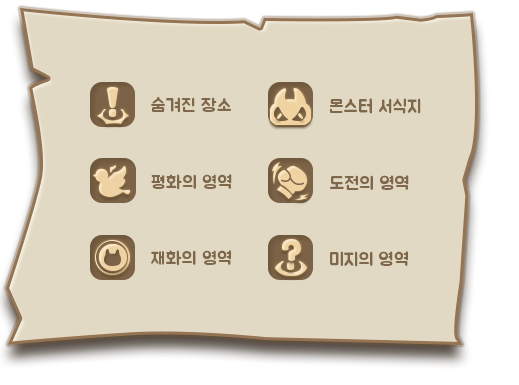 숨겨진 장소
몬스터 서식지
평화의 영역
도전의 영역
재화의 영역
미지의 영역